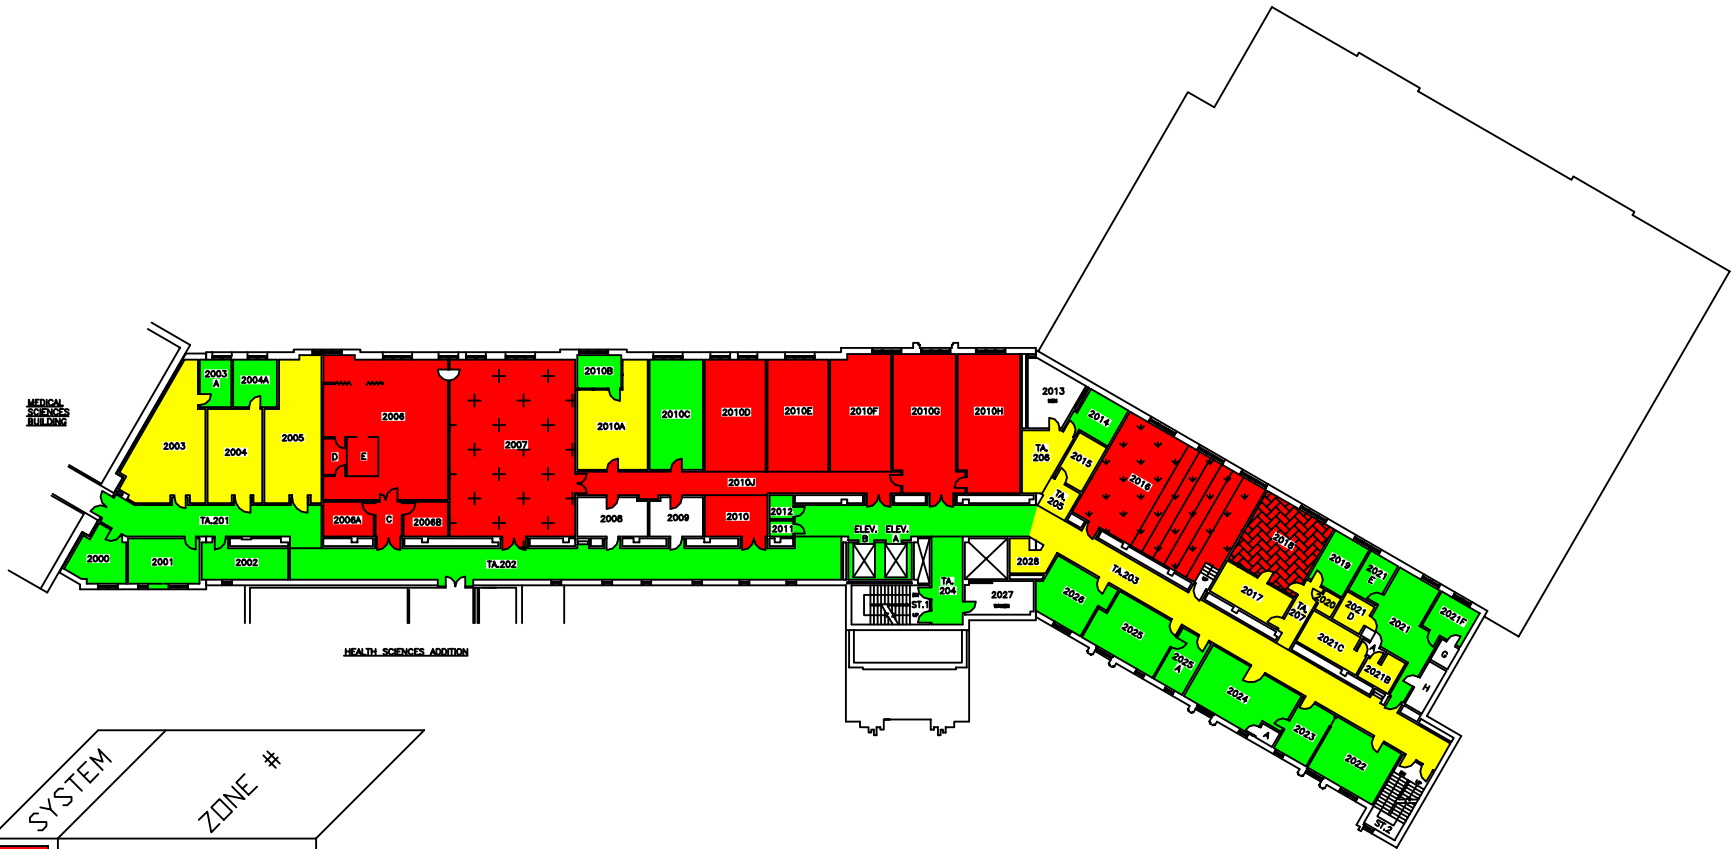 MEDICAL
SCIENCES
BUILDING
2003
A
2004A
2003
2004
2005
2006
D
E
2006A
C
2006B
2007
2010B
2010A
2010C
2010D
2010E
2010F
2010G
2010H
2010J
2008
2009
2010
2012
2011
TA.201
2000
2001
2002
TA.202
ELEV.
B
ELEV.
A
ST.1
TA.
204
2027
2028
2013
TA.
206
2014
2015
TA.
205
2016
2018
TA.203
2017
TA.
207
2019
2020
2021
E
2021
D
2021
2021F
2021C
A
2021B
G
H
2026
2025
2025
A
2024
A
2023
2022
ST.2
HEALTH SCIENCES ADDITION
SYSTEM
ZONE #